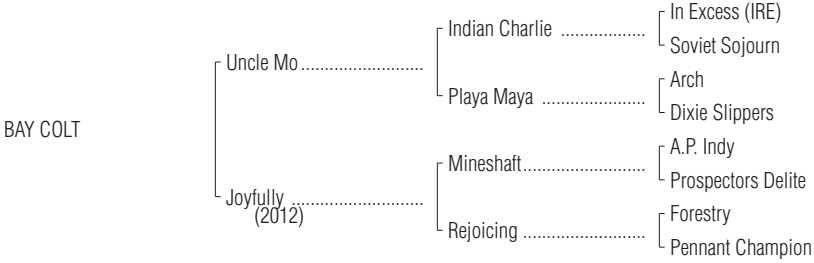 In Excess (IRE)
Indian Charlie ..................
Soviet Sojourn
Uncle Mo..........................
Arch
Playa Maya ......................
Dixie Slippers
BAY COLT
A.P. Indy
Mineshaft..........................
Prospectors Delite
Joyfully ............................
(2012)
Forestry
Rejoicing ..........................
Pennant Champion